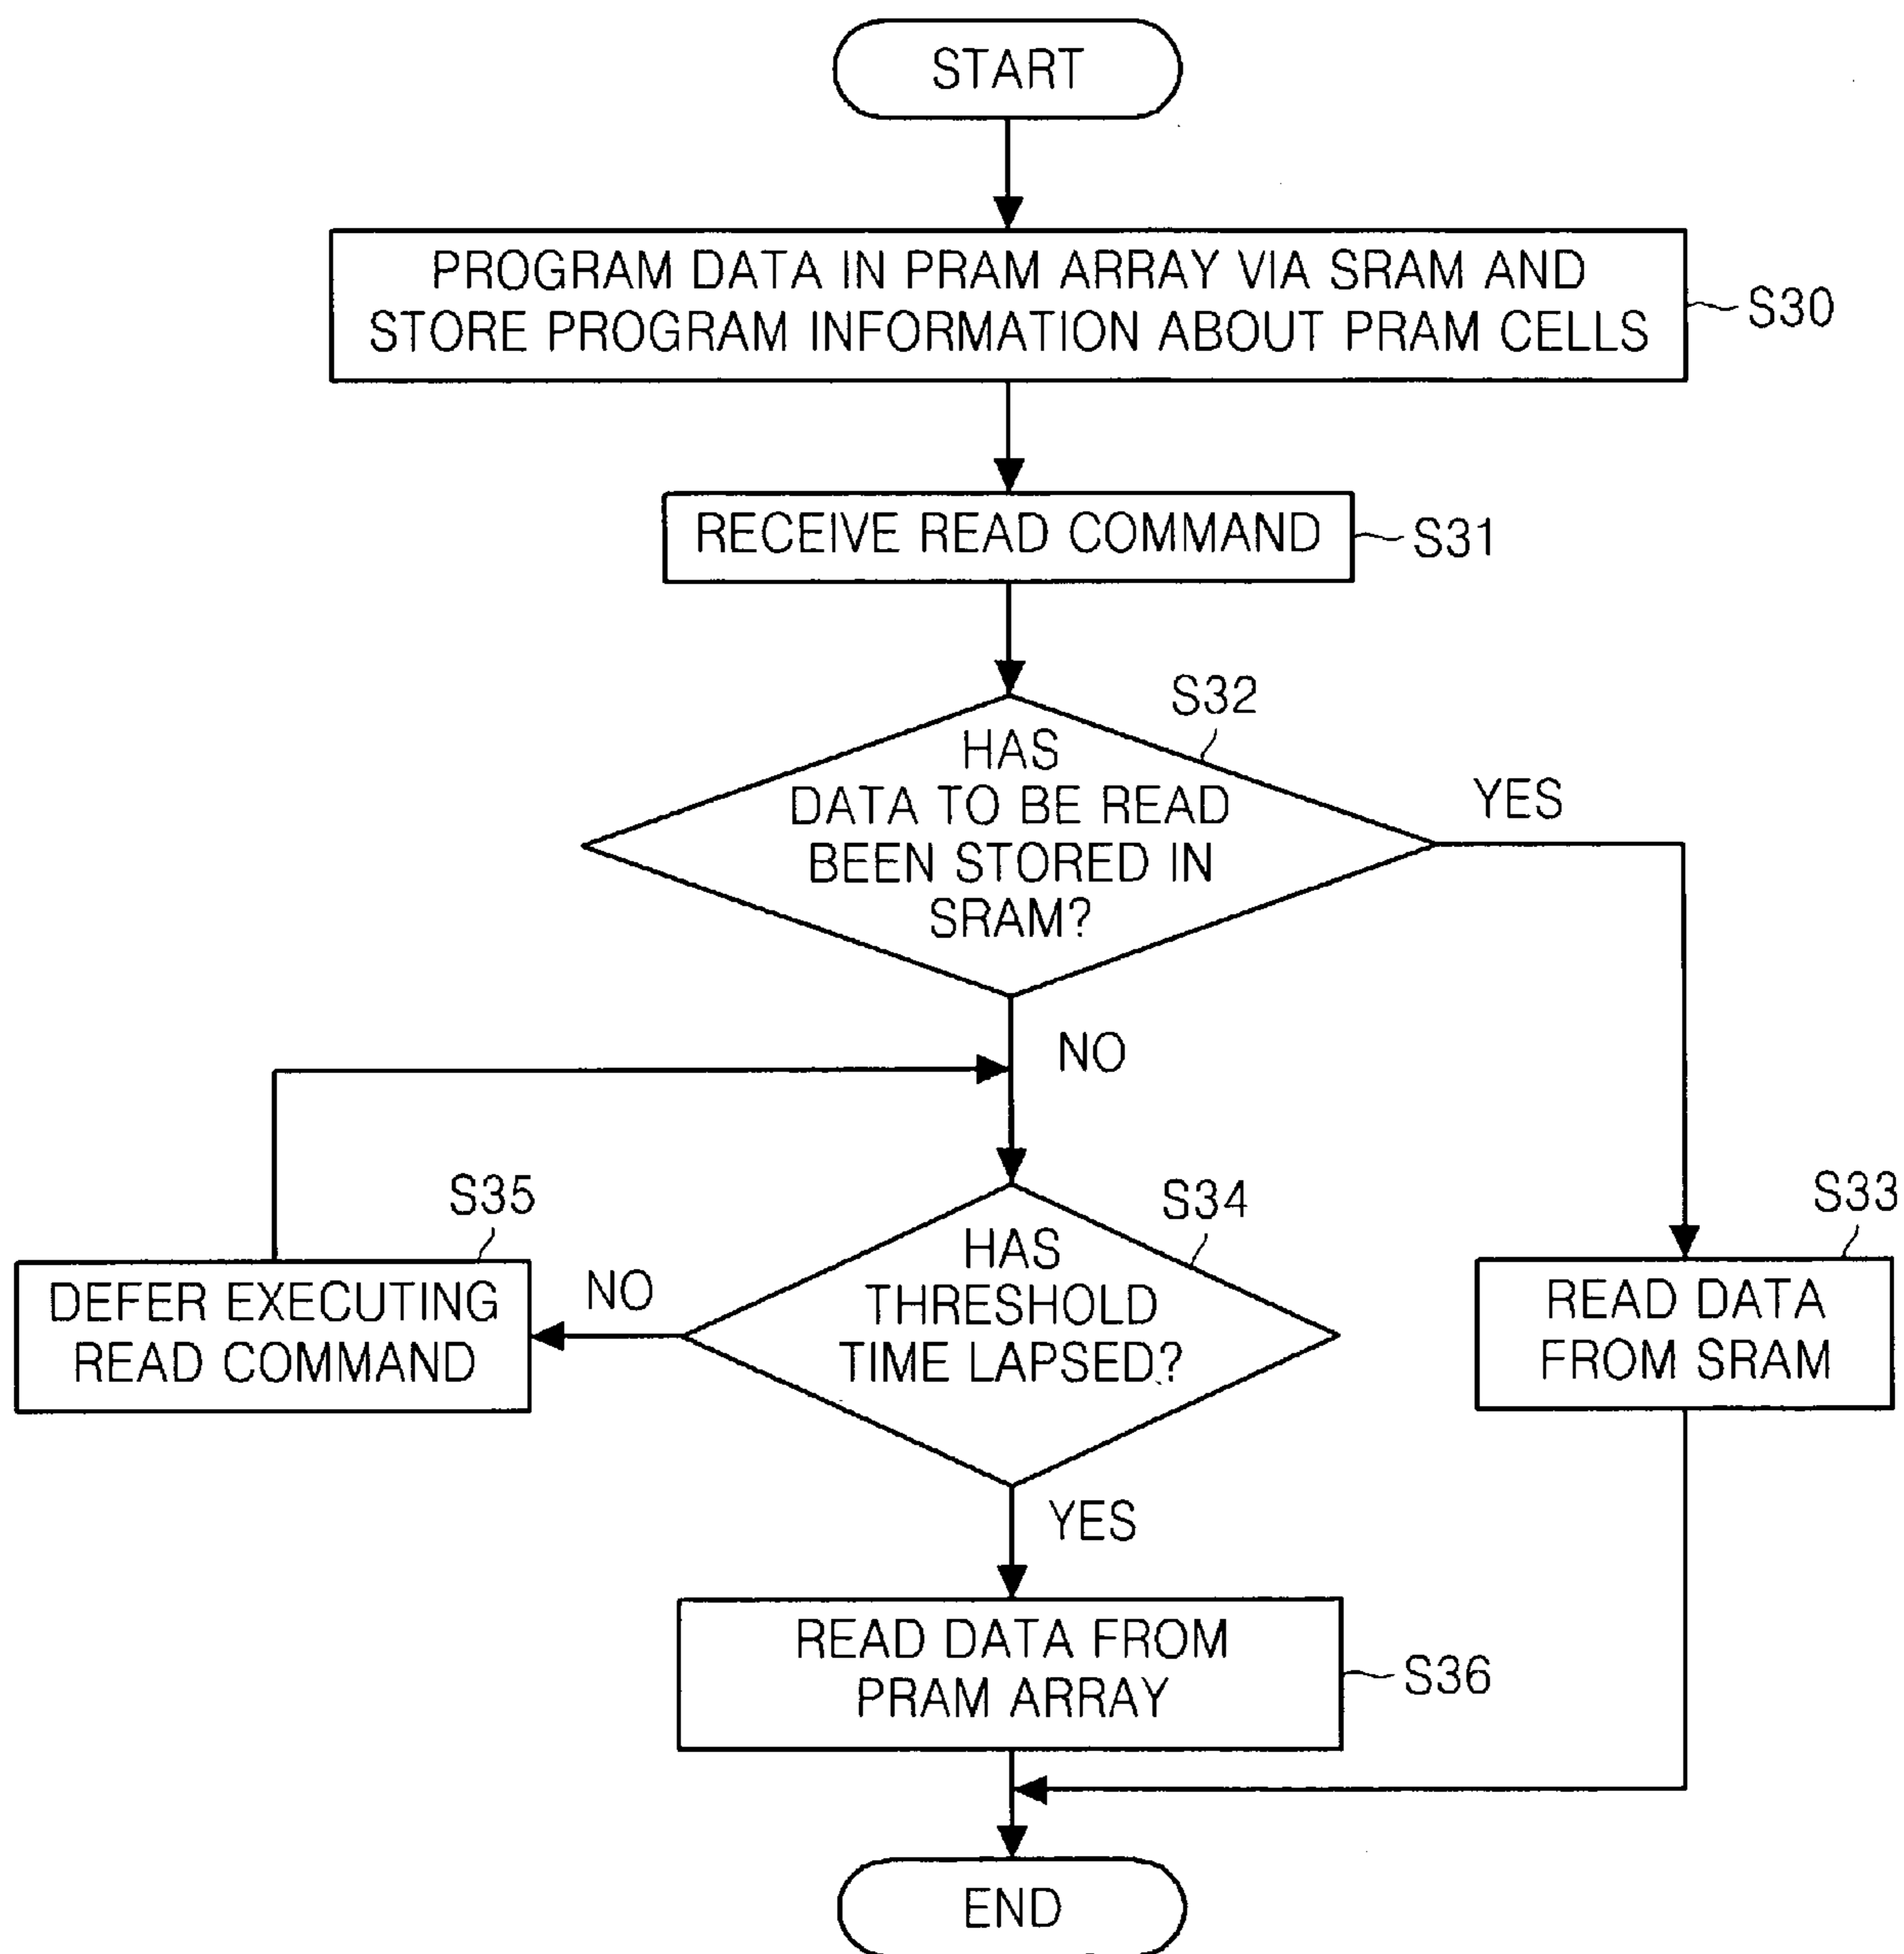 START
PROGRAM DATA IN PRAM ARRAY VIA SRAM AND
STORE PROGRAM INFORMATION ABOUT PRAM CELLS
S30
RECEIVE READ COMMAND
S31
S32
HAS
DATA TO BE READ
BEEN STORED IN
SRAM?
YES
NO
S35
DEFER EXECUTING
READ COMMAND
NO
S34
HAS
THRESHOLD
TIME LAPSED?
S33
READ DATA
FROM SRAM
YES
READ DATA FROM
PRAM ARRAY
S36
END